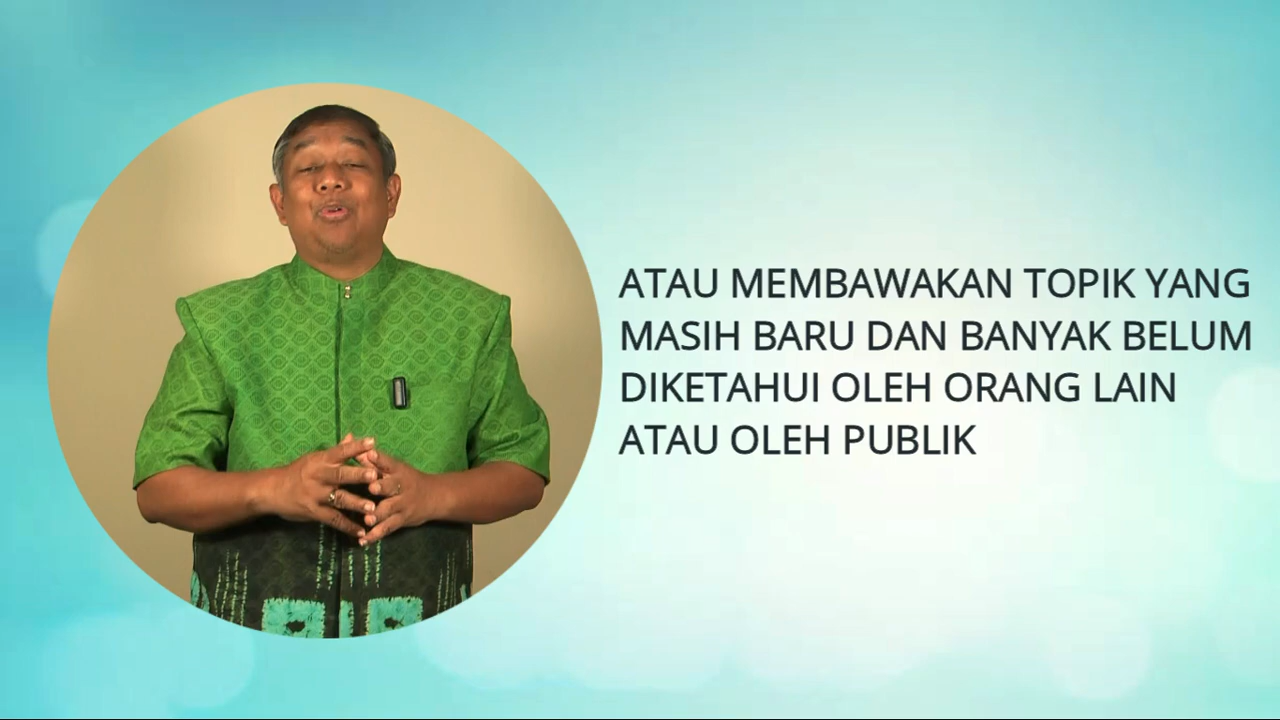 ATAU MEMBAWAKAN TOPIK YANG
MASIH BARU DAN BANYAK BELUM
DIKETAHUI OLEH ORANG LAIN
ATAU OLEH PUBLIK